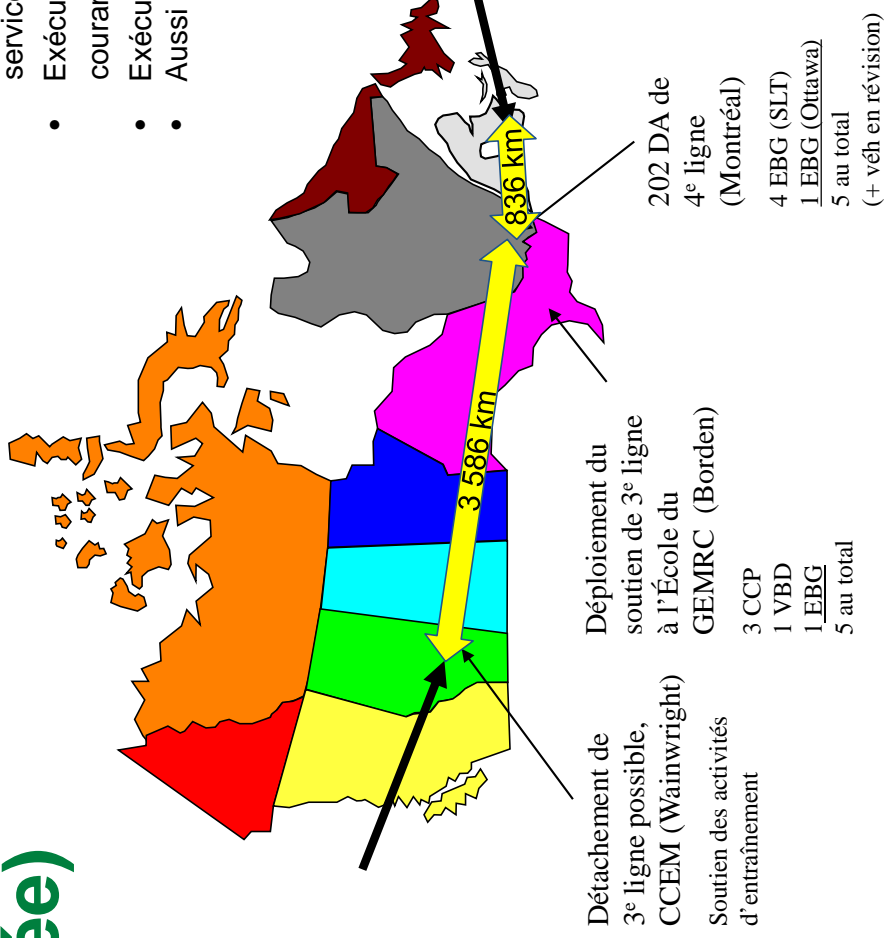 ée)
service
• Exécu
couran
• Exécu
• Aussi
836 km
3 586 km
Détachement de
3e ligne possible,
CCEM (Wainwright)
Soutien des activités
d'entraînement
Déploiement du
soutien de 3e ligne
à l'École du
GEMRC (Borden)
3 CCP
1 VBD
1 EBG
5 au total
202 DA de
4e ligne
(Montréal)
4 EBG (SLT)
1 EBG (Ottawa)
5 au total
(+ véh en révision)